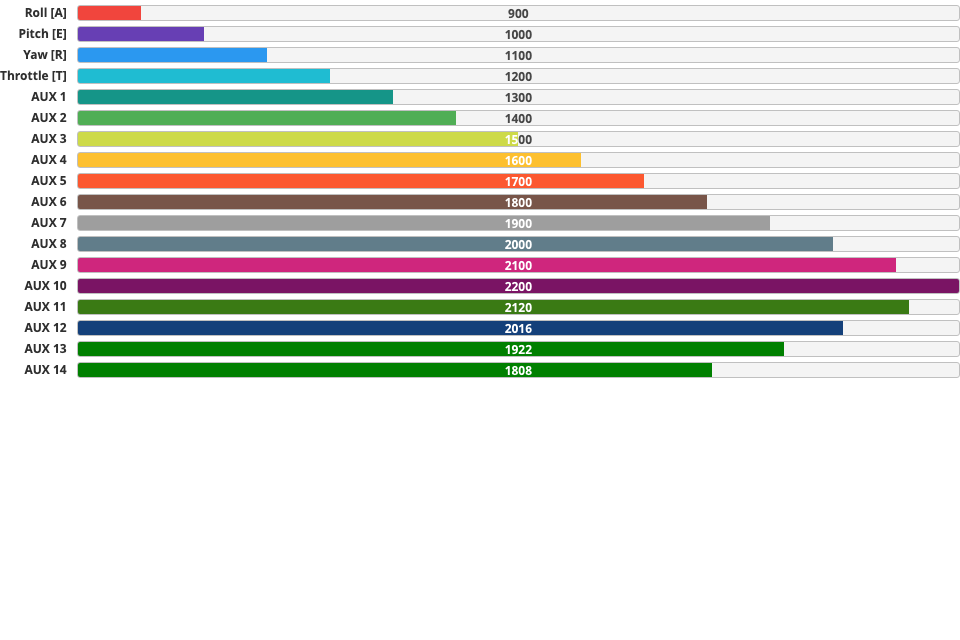 Roll [A] 900
Pitch [E] 1000
Yaw [R] 1100
Throttle [T] 1200
AUX 1 1300
AUX 2 1400
AUX 3 1500
AUX 4 1600
AUX 5 1700
AUX 6 1800
AUX 7 1900
AUX 8 2000
AUX 9 2100
AUX 10 2200
AUX 11 2120
AUX 12 2016
AUX 13 1922
AUX 14 1808